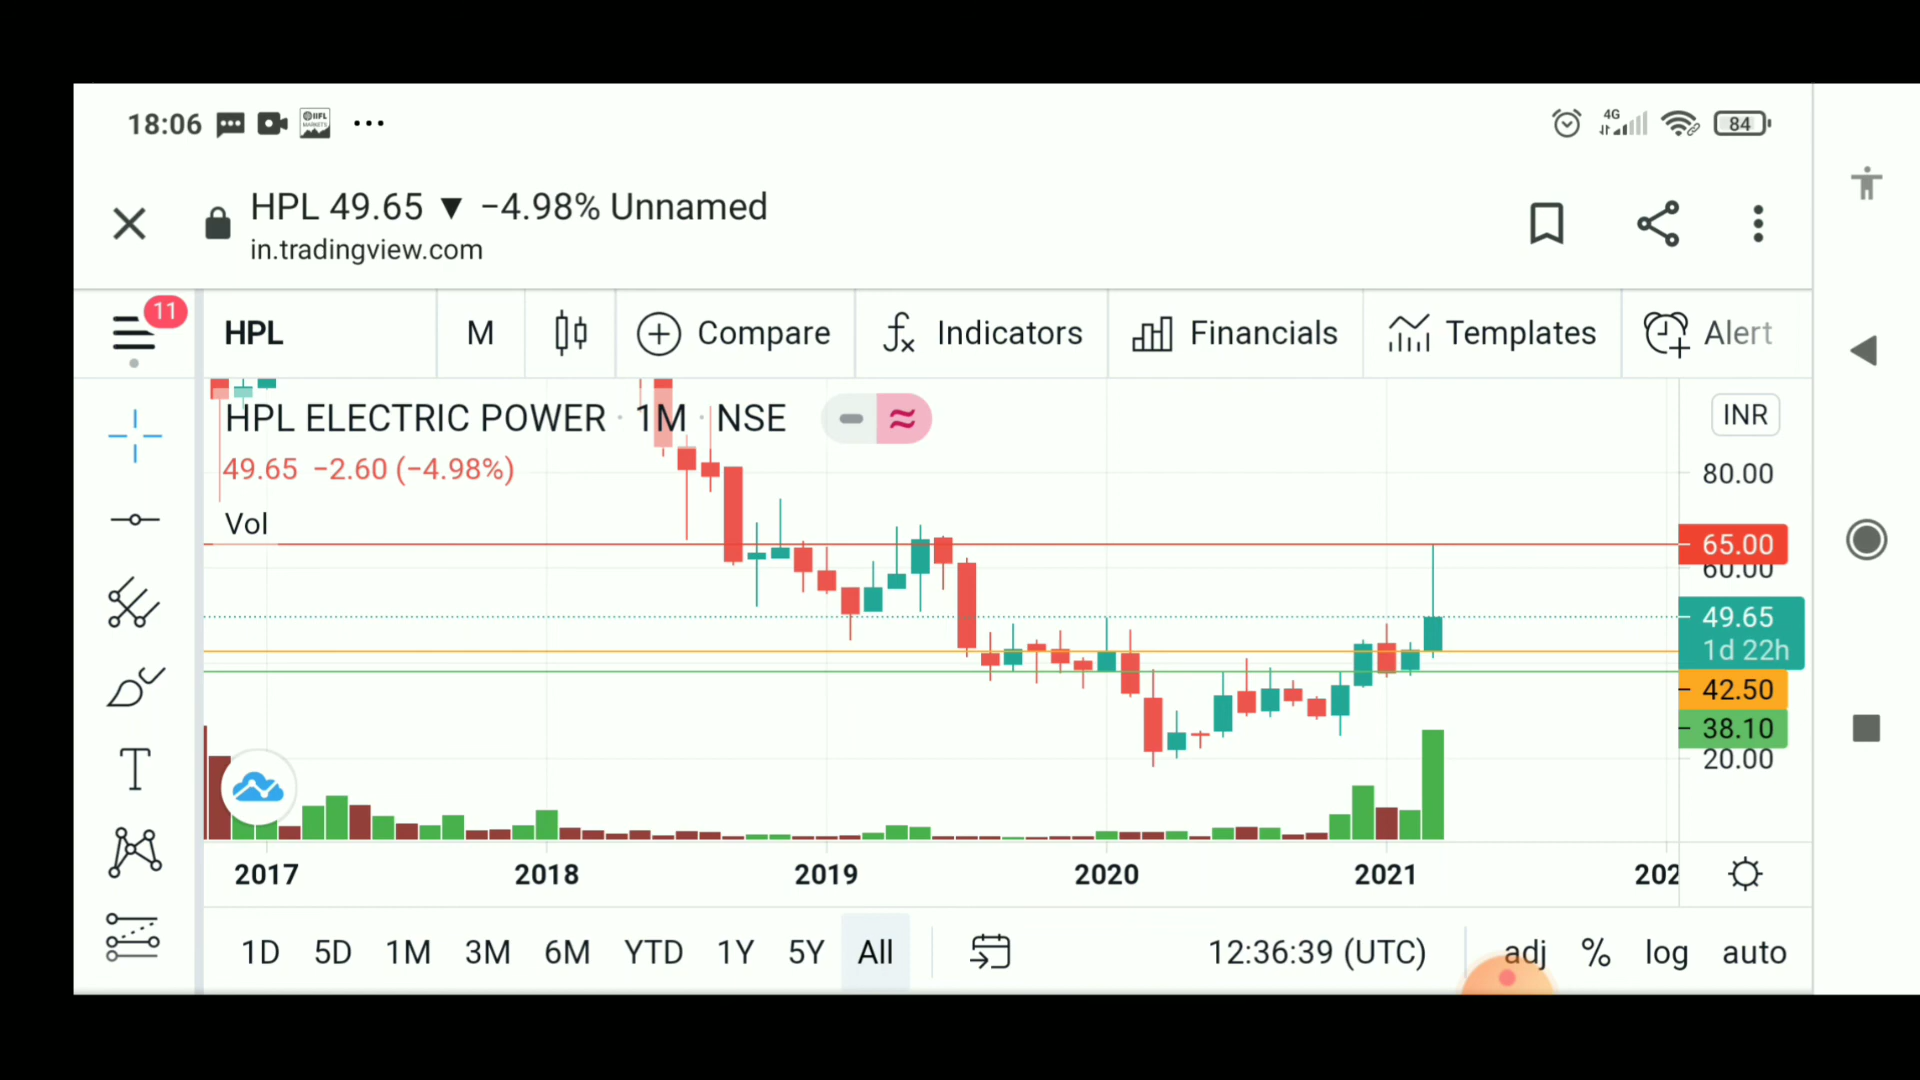 18:06
IIFL
MARKETS
4G
84
HPL 49.65 ▼ −4.98% Unnamed
in.tradingview.com
11
HPL
M
Compare
Indicators
Financials
Templates
Alert
HPL ELECTRIC POWER · 1M · NSE
INR
49.65 −2.60 (−4.98%)
80.00
Vol
65.00
60.00
49.65
1d 22h
42.50
38.10
20.00
2017 2018 2019 2020 2021 202
1D 5D 1M 3M 6M YTD 1Y 5Y All
12:36:39 (UTC)
adj % log auto